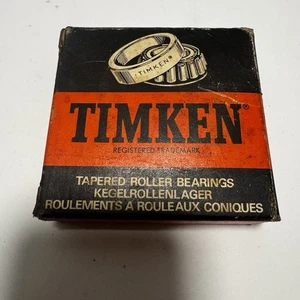 TIMKEN®
TIMKEN®
REGISTERED TRADEMARK
TAPERED ROLLER BEARINGS
KEGELROLLENLAGER
ROULEMENTS A ROULEAUX CONIQUES